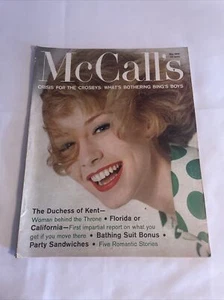 McCall's
CRISIS FOR THE CROSBYS: WHAT'S BOTHERING BING'S BOYS
The Duchess of Kent—
Woman behind the Throne • Florida or
California—First impartial report on what you
get if you move there • Bathing Suit Bonus •
Party Sandwiches • Five Romantic Stories